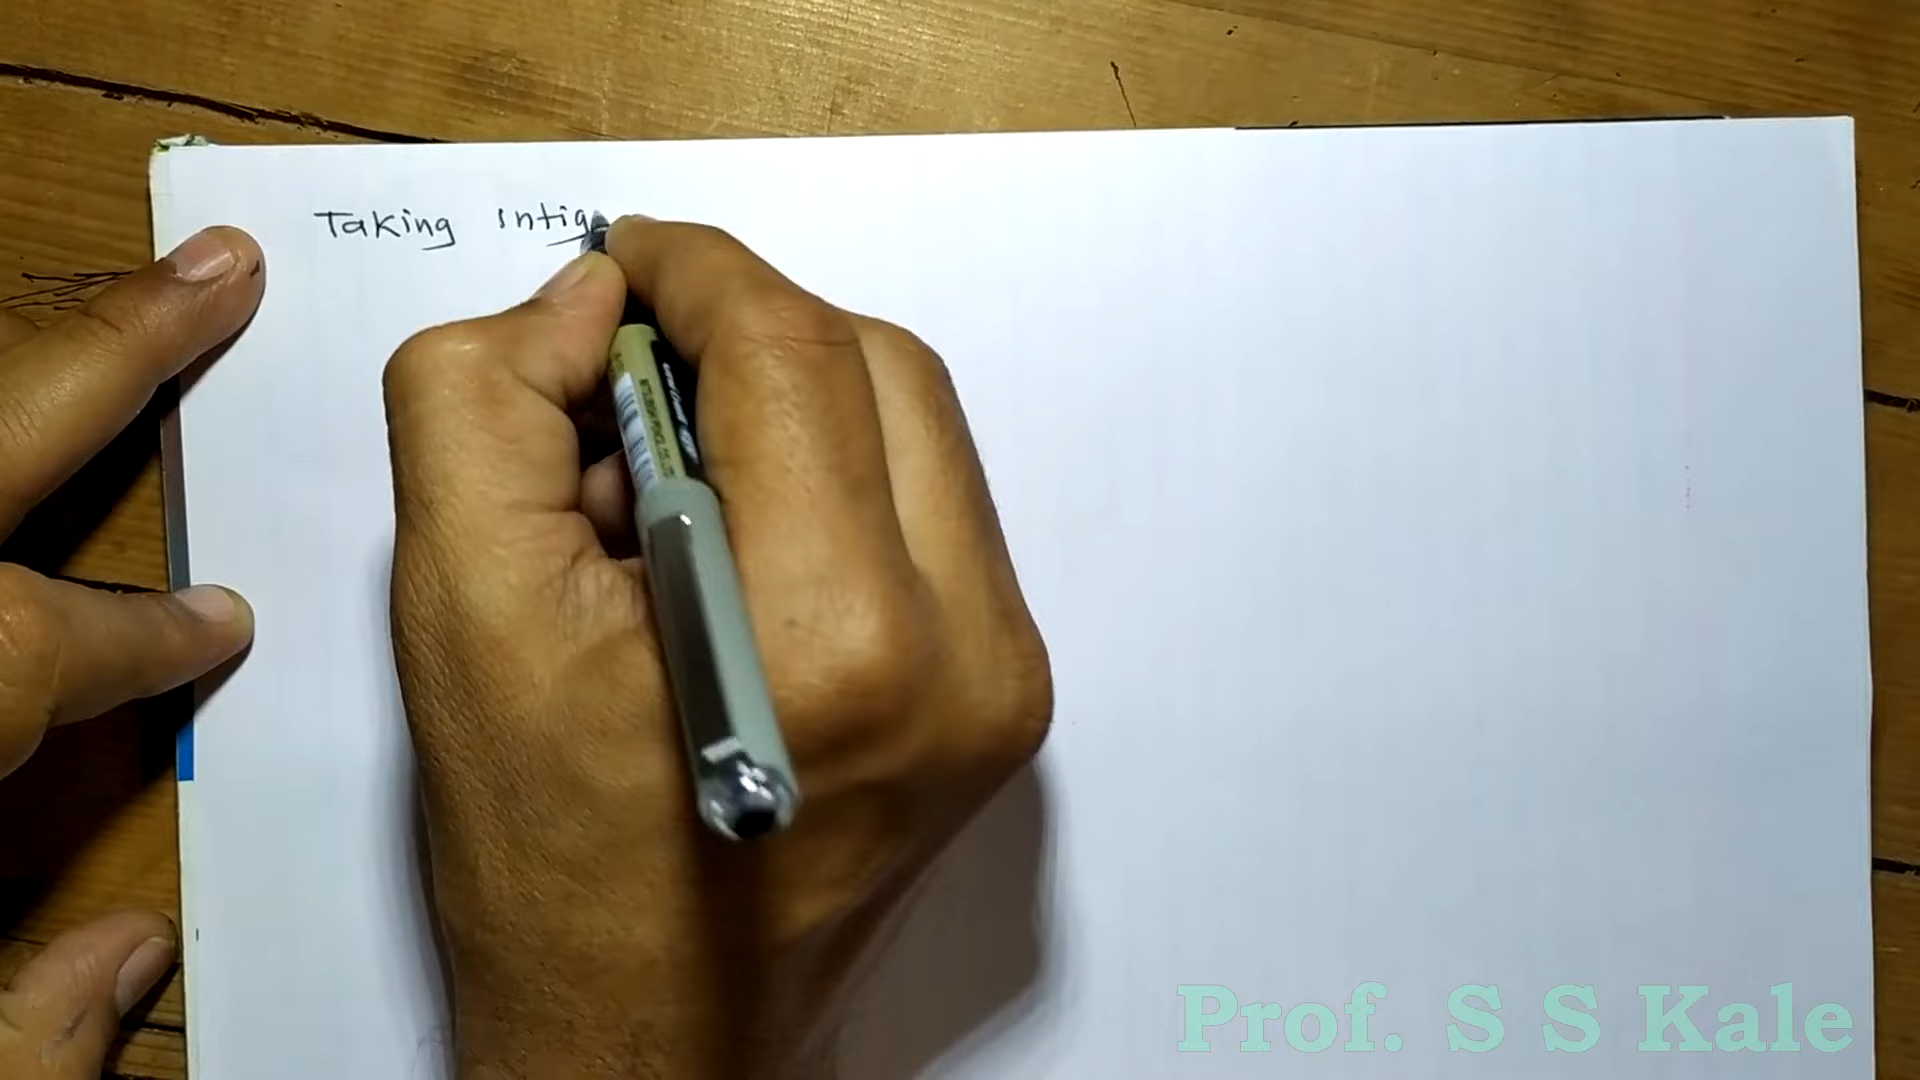 Taking intig
Prof. S S Kale